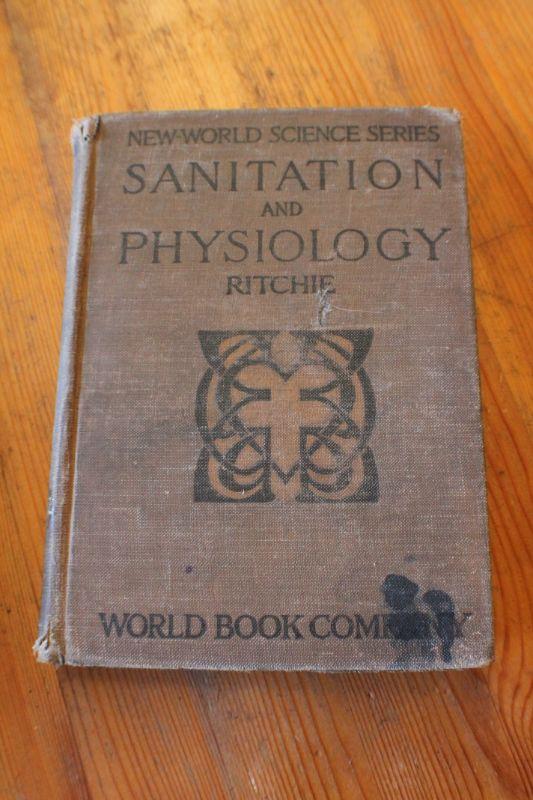 NEW-WORLD SCIENCE SERIES
SANITATION
AND
PHYSIOLOGY
RITCHIE
WORLD BOOK COMPANY